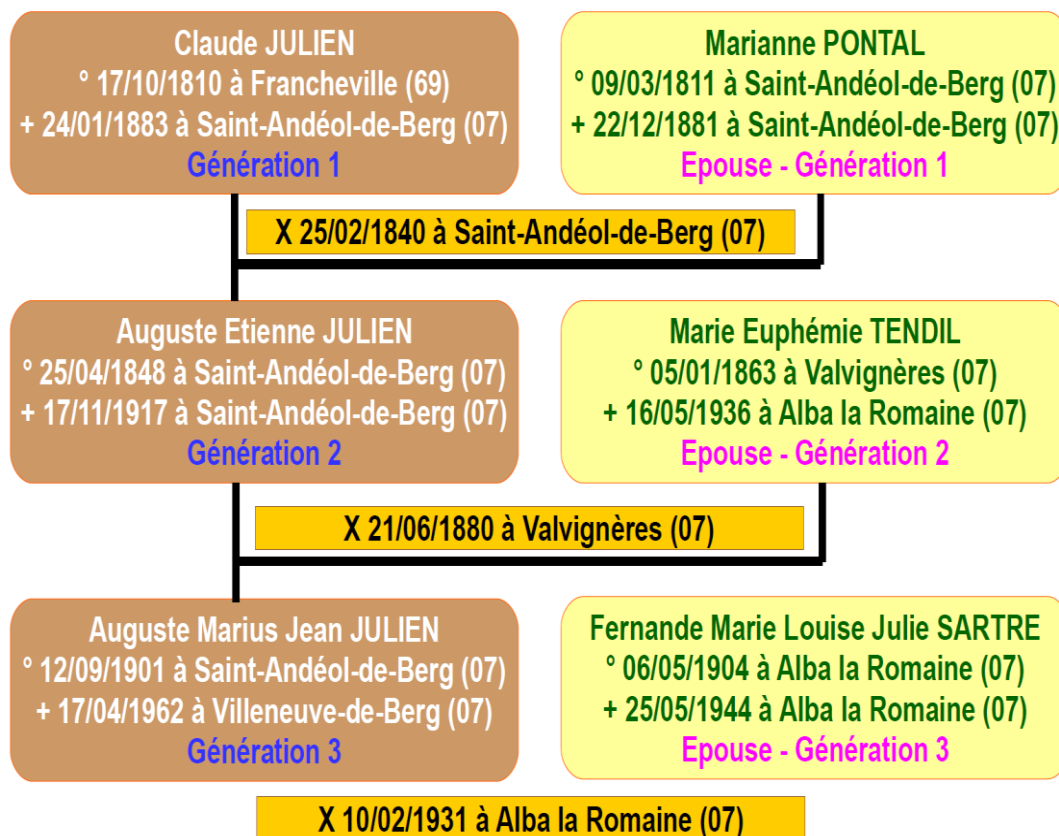 Claude JULIEN
° 17/10/1810 à Francheville (69)
+ 24/01/1883 à Saint-Andéol-de-Berg (07)
Génération 1
Marianne PONTAL
° 09/03/1811 à Saint-Andéol-de-Berg (07)
+ 22/12/1881 à Saint-Andéol-de-Berg (07)
Epouse - Génération 1
X 25/02/1840 à Saint-Andéol-de-Berg (07)
Auguste Etienne JULIEN
° 25/04/1848 à Saint-Andéol-de-Berg (07)
+ 17/11/1917 à Saint-Andéol-de-Berg (07)
Génération 2
Marie Euphémie TENDIL
° 05/01/1863 à Valvignères (07)
+ 16/05/1936 à Alba la Romaine (07)
Epouse - Génération 2
X 21/06/1880 à Valvignères (07)
Auguste Marius Jean JULIEN
° 12/09/1901 à Saint-Andéol-de-Berg (07)
+ 17/04/1962 à Villeneuve-de-Berg (07)
Génération 3
Fernande Marie Louise Julie SARTRE
° 06/05/1904 à Alba la Romaine (07)
+ 25/05/1944 à Alba la Romaine (07)
Epouse - Génération 3
X 10/02/1931 à Alba la Romaine (07)